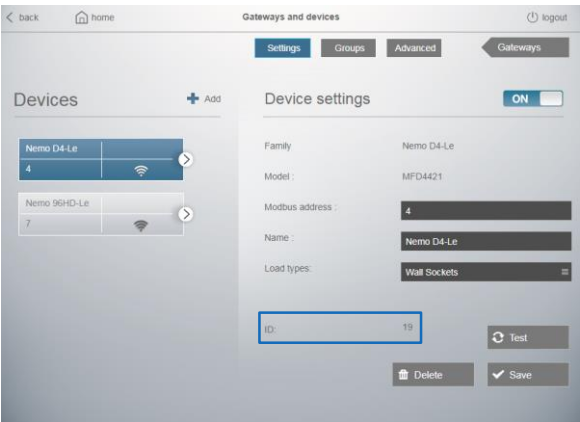 back home Gateways and devices logout
Settings Groups Advanced Gateways
Devices Add Device settings ON
Nemo D4-Le
4
Nemo 96HD-Le
7
Family Nemo D4-Le
Model : MFD4421
Modbus address : 4
Name : Nemo D4-Le
Load types: Wall Sockets
ID: 19
Test
Delete Save